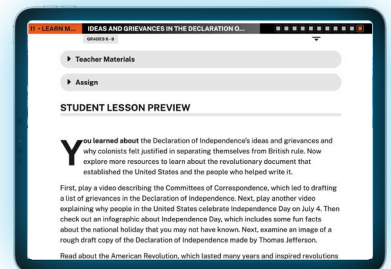 11 • LEARN M... IDEAS AND GRIEVANCES IN THE DECLARATION O...
GRADES 6 - 8
Teacher Materials
Assign
STUDENT LESSON PREVIEW
You learned about the Declaration of Independence's ideas and grievances and
why colonists felt justified in separating themselves from British rule. Now
explore more resources to learn about the revolutionary document that
established the United States and the people who helped write it.
First, play a video describing the Committees of Correspondence, which led to drafting
a list of grievances in the Declaration of Independence. Next, play another video
explaining why people in the United States celebrate Independence Day on July 4. Then
check out an infographic about Independence Day, which includes some fun facts
about the national holiday that you may not have known. Next, examine an image of a
rough draft copy of the Declaration of Independence made by Thomas Jefferson.
Read about the American Revolution, which lasted many years and inspired revolutions